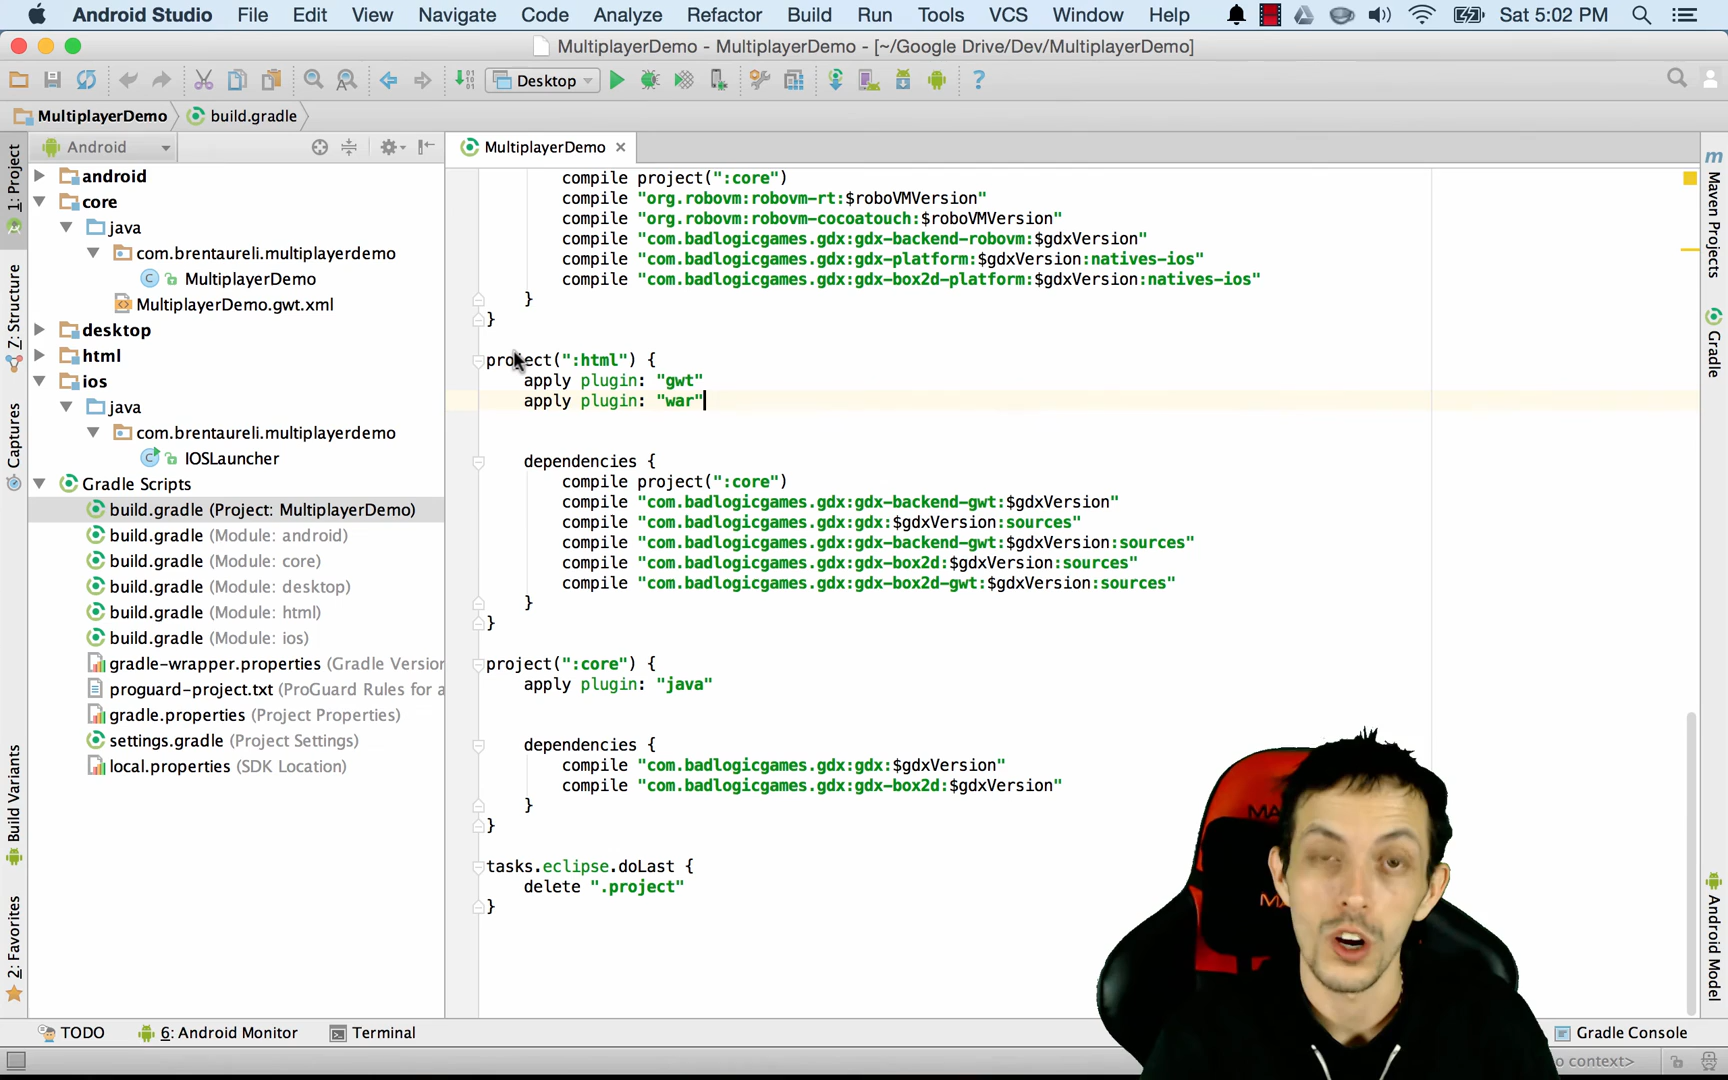 Android Studio File Edit View Navigate Code Analyze Refactor Build Run Tools VCS Window Help Sat 5:02 PM
MultiplayerDemo - MultiplayerDemo - [~/Google Drive/Dev/MultiplayerDemo]
Desktop
MultiplayerDemo build.gradle
Android
MultiplayerDemo
1: Project
Z: Structure
Captures
Build Variants
2: Favorites
android
core
java
com.brentaureli.multiplayerdemo
MultiplayerDemo
MultiplayerDemo.gwt.xml
desktop
html
ios
java
com.brentaureli.multiplayerdemo
IOSLauncher
Gradle Scripts
build.gradle (Project: MultiplayerDemo)
build.gradle (Module: android)
build.gradle (Module: core)
build.gradle (Module: desktop)
build.gradle (Module: html)
build.gradle (Module: ios)
gradle-wrapper.properties (Gradle Version
proguard-project.txt (ProGuard Rules for a
gradle.properties (Project Properties)
settings.gradle (Project Settings)
local.properties (SDK Location)
compile project(":core")
compile "org.robovm:robovm-rt:$roboVMVersion"
compile "org.robovm:robovm-cocoatouch:$roboVMVersion"
compile "com.badlogicgames.gdx:gdx-backend-robovm:$gdxVersion"
compile "com.badlogicgames.gdx:gdx-platform:$gdxVersion:natives-ios"
compile "com.badlogicgames.gdx:gdx-box2d-platform:$gdxVersion:natives-ios"
}
}
project(":html") {
apply plugin: "gwt"
apply plugin: "war"
dependencies {
compile project(":core")
compile "com.badlogicgames.gdx:gdx-backend-gwt:$gdxVersion"
compile "com.badlogicgames.gdx:gdx:$gdxVersion:sources"
compile "com.badlogicgames.gdx:gdx-backend-gwt:$gdxVersion:sources"
compile "com.badlogicgames.gdx:gdx-box2d:$gdxVersion:sources"
compile "com.badlogicgames.gdx:gdx-box2d-gwt:$gdxVersion:sources"
}
}
project(":core") {
apply plugin: "java"
dependencies {
compile "com.badlogicgames.gdx:gdx:$gdxVersion"
compile "com.badlogicgames.gdx:gdx-box2d:$gdxVersion"
}
}
tasks.eclipse.doLast {
delete ".project"
}
Maven Projects
Gradle
Android Model
TODO 6: Android Monitor Terminal Gradle Console
context>